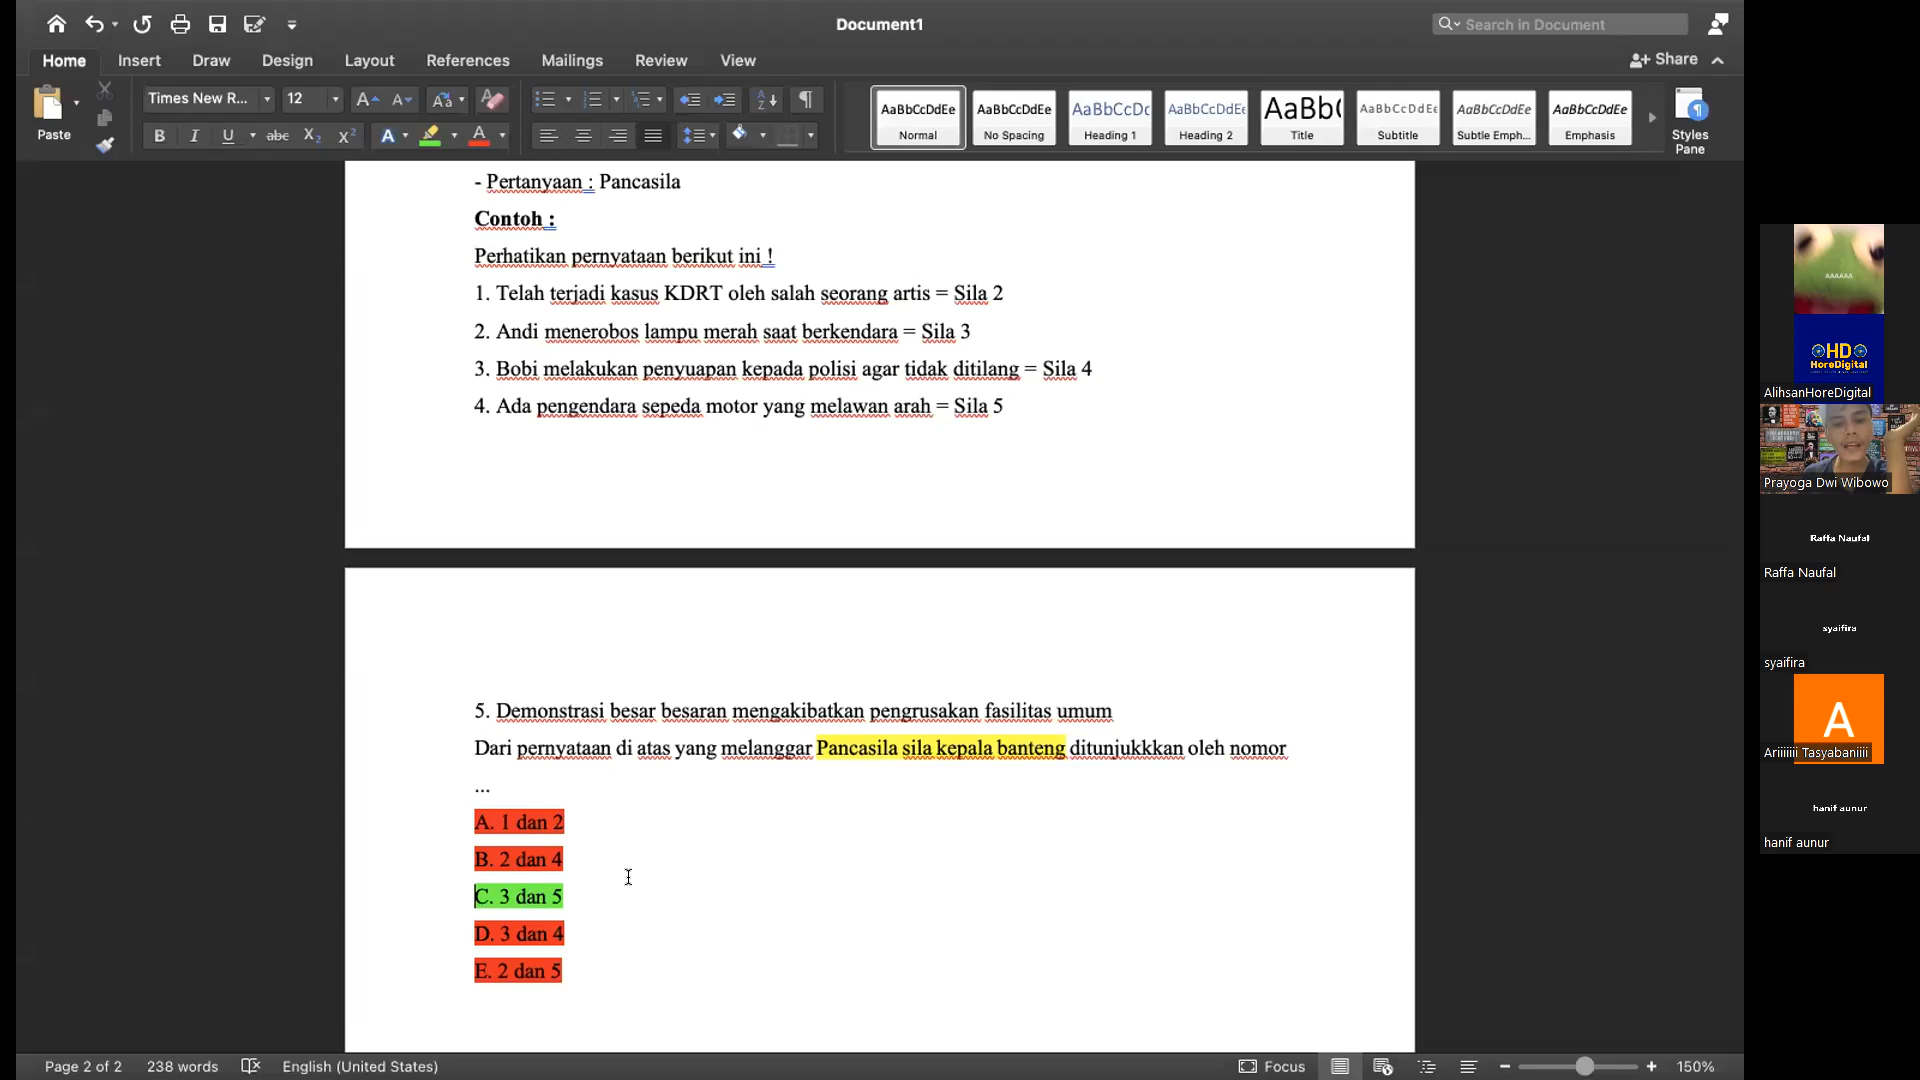 Document1
Search in Document
Home Insert Draw Design Layout References Mailings Review View
Share
Paste
Times New R... 12
AaBbCcDdEe Normal
AaBbCcDdEe No Spacing
AaBbCcDc Heading 1
AaBbCcDdEe Heading 2
AaBb( Title
AaBbCcDdEe Subtitle
AaBbCcDdEe Subtle Emph...
AaBbCcDdEe Emphasis
Styles Pane
- Pertanyaan : Pancasila
Contoh :
Perhatikan pernyataan berikut ini !
1. Telah terjadi kasus KDRT oleh salah seorang artis = Sila 2
2. Andi menerobos lampu merah saat berkendara = Sila 3
3. Bobi melakukan penyuapan kepada polisi agar tidak ditilang = Sila 4
4. Ada pengendara sepeda motor yang melawan arah = Sila 5
5. Demonstrasi besar besaran mengakibatkan pengrusakan fasilitas umum
Dari pernyataan di atas yang melanggar Pancasila sila kepala banteng ditunjukkkan oleh nomor
...
A. 1 dan 2
B. 2 dan 4
C. 3 dan 5
D. 3 dan 4
E. 2 dan 5
Page 2 of 2 238 words English (United States)
Focus
150%
AAAAAA
HD
HoreDigital
AlihsanHoreDigital
Prayoga Dwi Wibowo
Raffa Naufal
Raffa Naufal
syaifira
syaifira
A
Ariiiiiii Tasyabaniiii
hanif aunur
hanif aunur